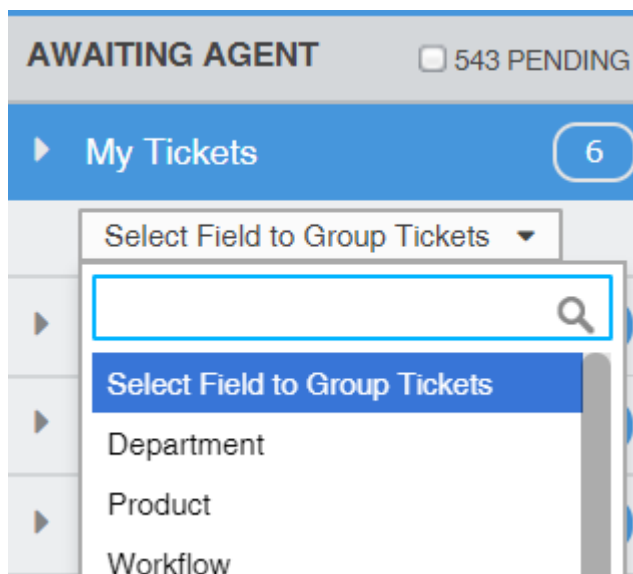 AWAITING AGENT 543 PENDING
My Tickets 6
Select Field to Group Tickets
Select Field to Group Tickets
Department
Product
Workflow